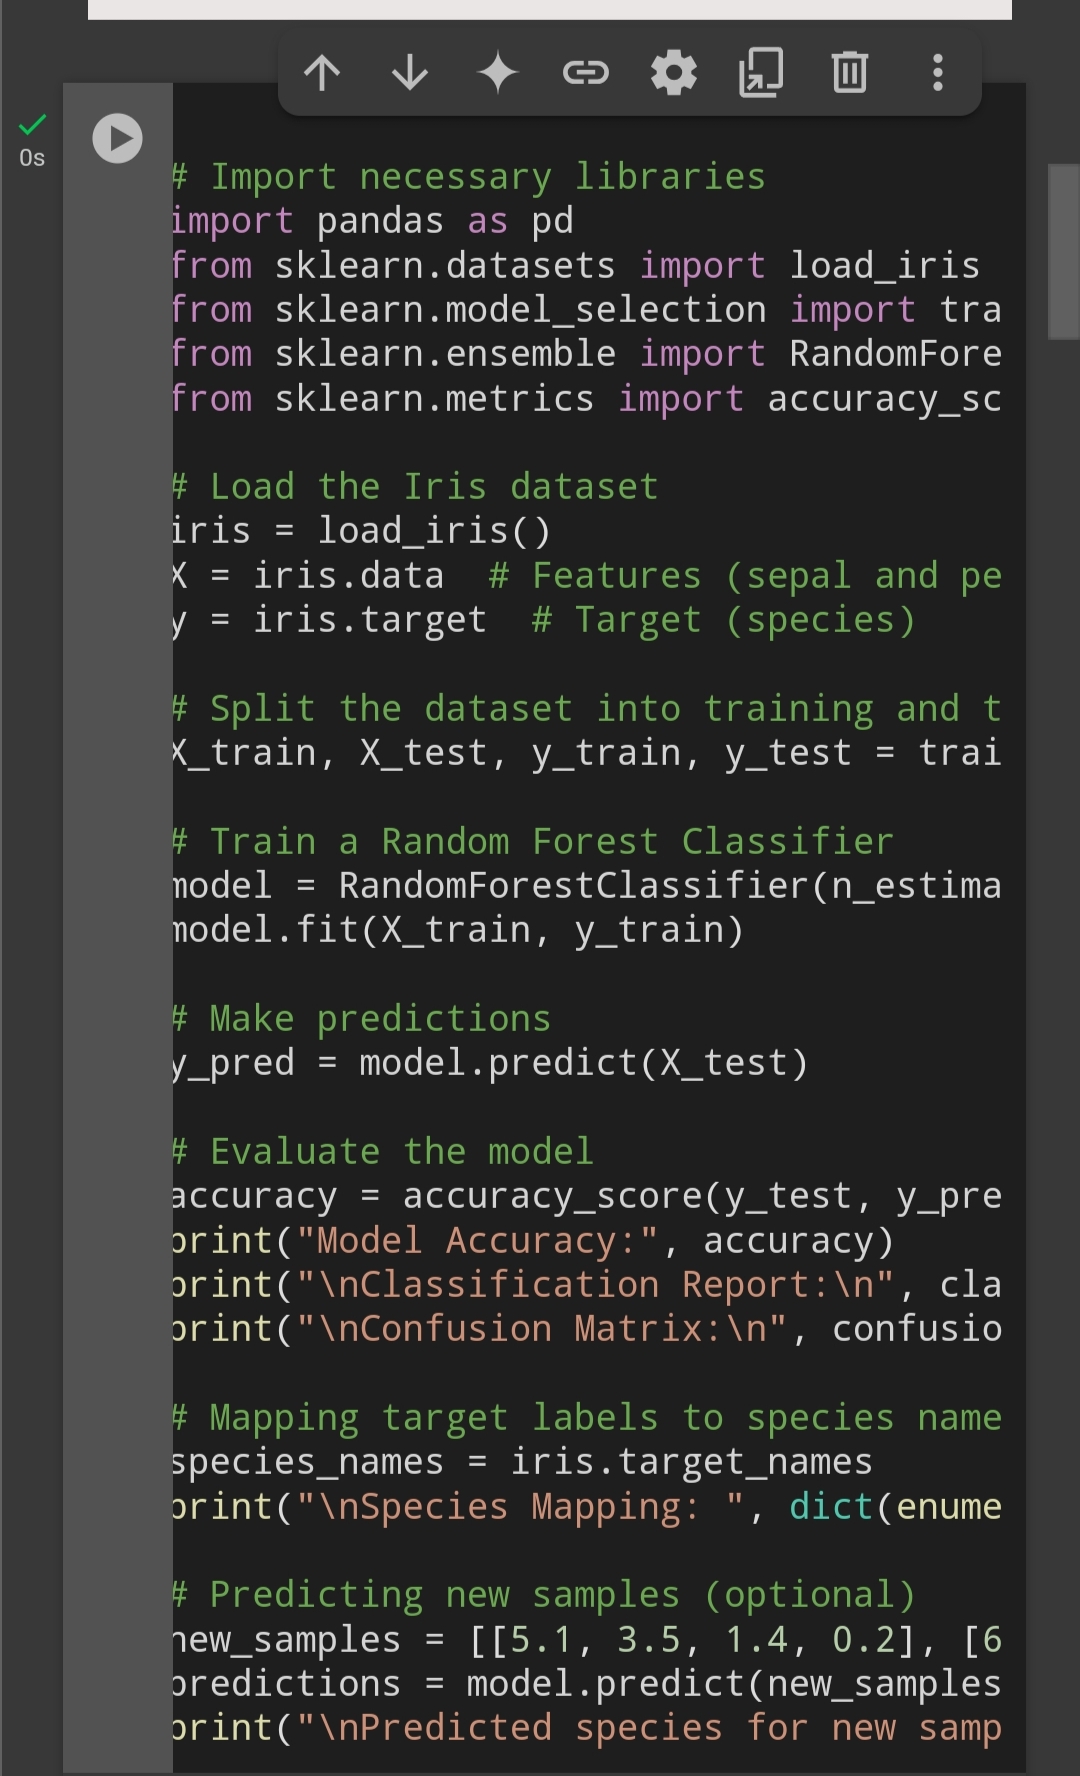 0s
# Import necessary libraries
import pandas as pd
from sklearn.datasets import load_iris
from sklearn.model_selection import tra
from sklearn.ensemble import RandomFore
from sklearn.metrics import accuracy_sc
# Load the Iris dataset
iris = load_iris()
X = iris.data  # Features (sepal and pe
y = iris.target  # Target (species)
# Split the dataset into training and t
X_train, X_test, y_train, y_test = trai
# Train a Random Forest Classifier
model = RandomForestClassifier(n_estima
model.fit(X_train, y_train)
# Make predictions
y_pred = model.predict(X_test)
# Evaluate the model
accuracy = accuracy_score(y_test, y_pre
print("Model Accuracy:", accuracy)
print("\nClassification Report:\n", cla
print("\nConfusion Matrix:\n", confusio
# Mapping target labels to species name
species_names = iris.target_names
print("\nSpecies Mapping: ", dict(enume
# Predicting new samples (optional)
new_samples = [[5.1, 3.5, 1.4, 0.2], [6
predictions = model.predict(new_samples
print("\nPredicted species for new samp